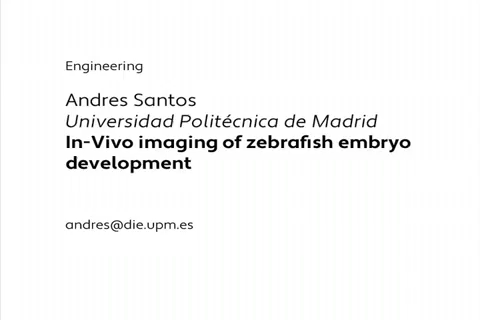 Engineering
Andres Santos
Universidad Politécnica de Madrid
In-Vivo imaging of zebrafish embryo
development
andres@die.upm.es